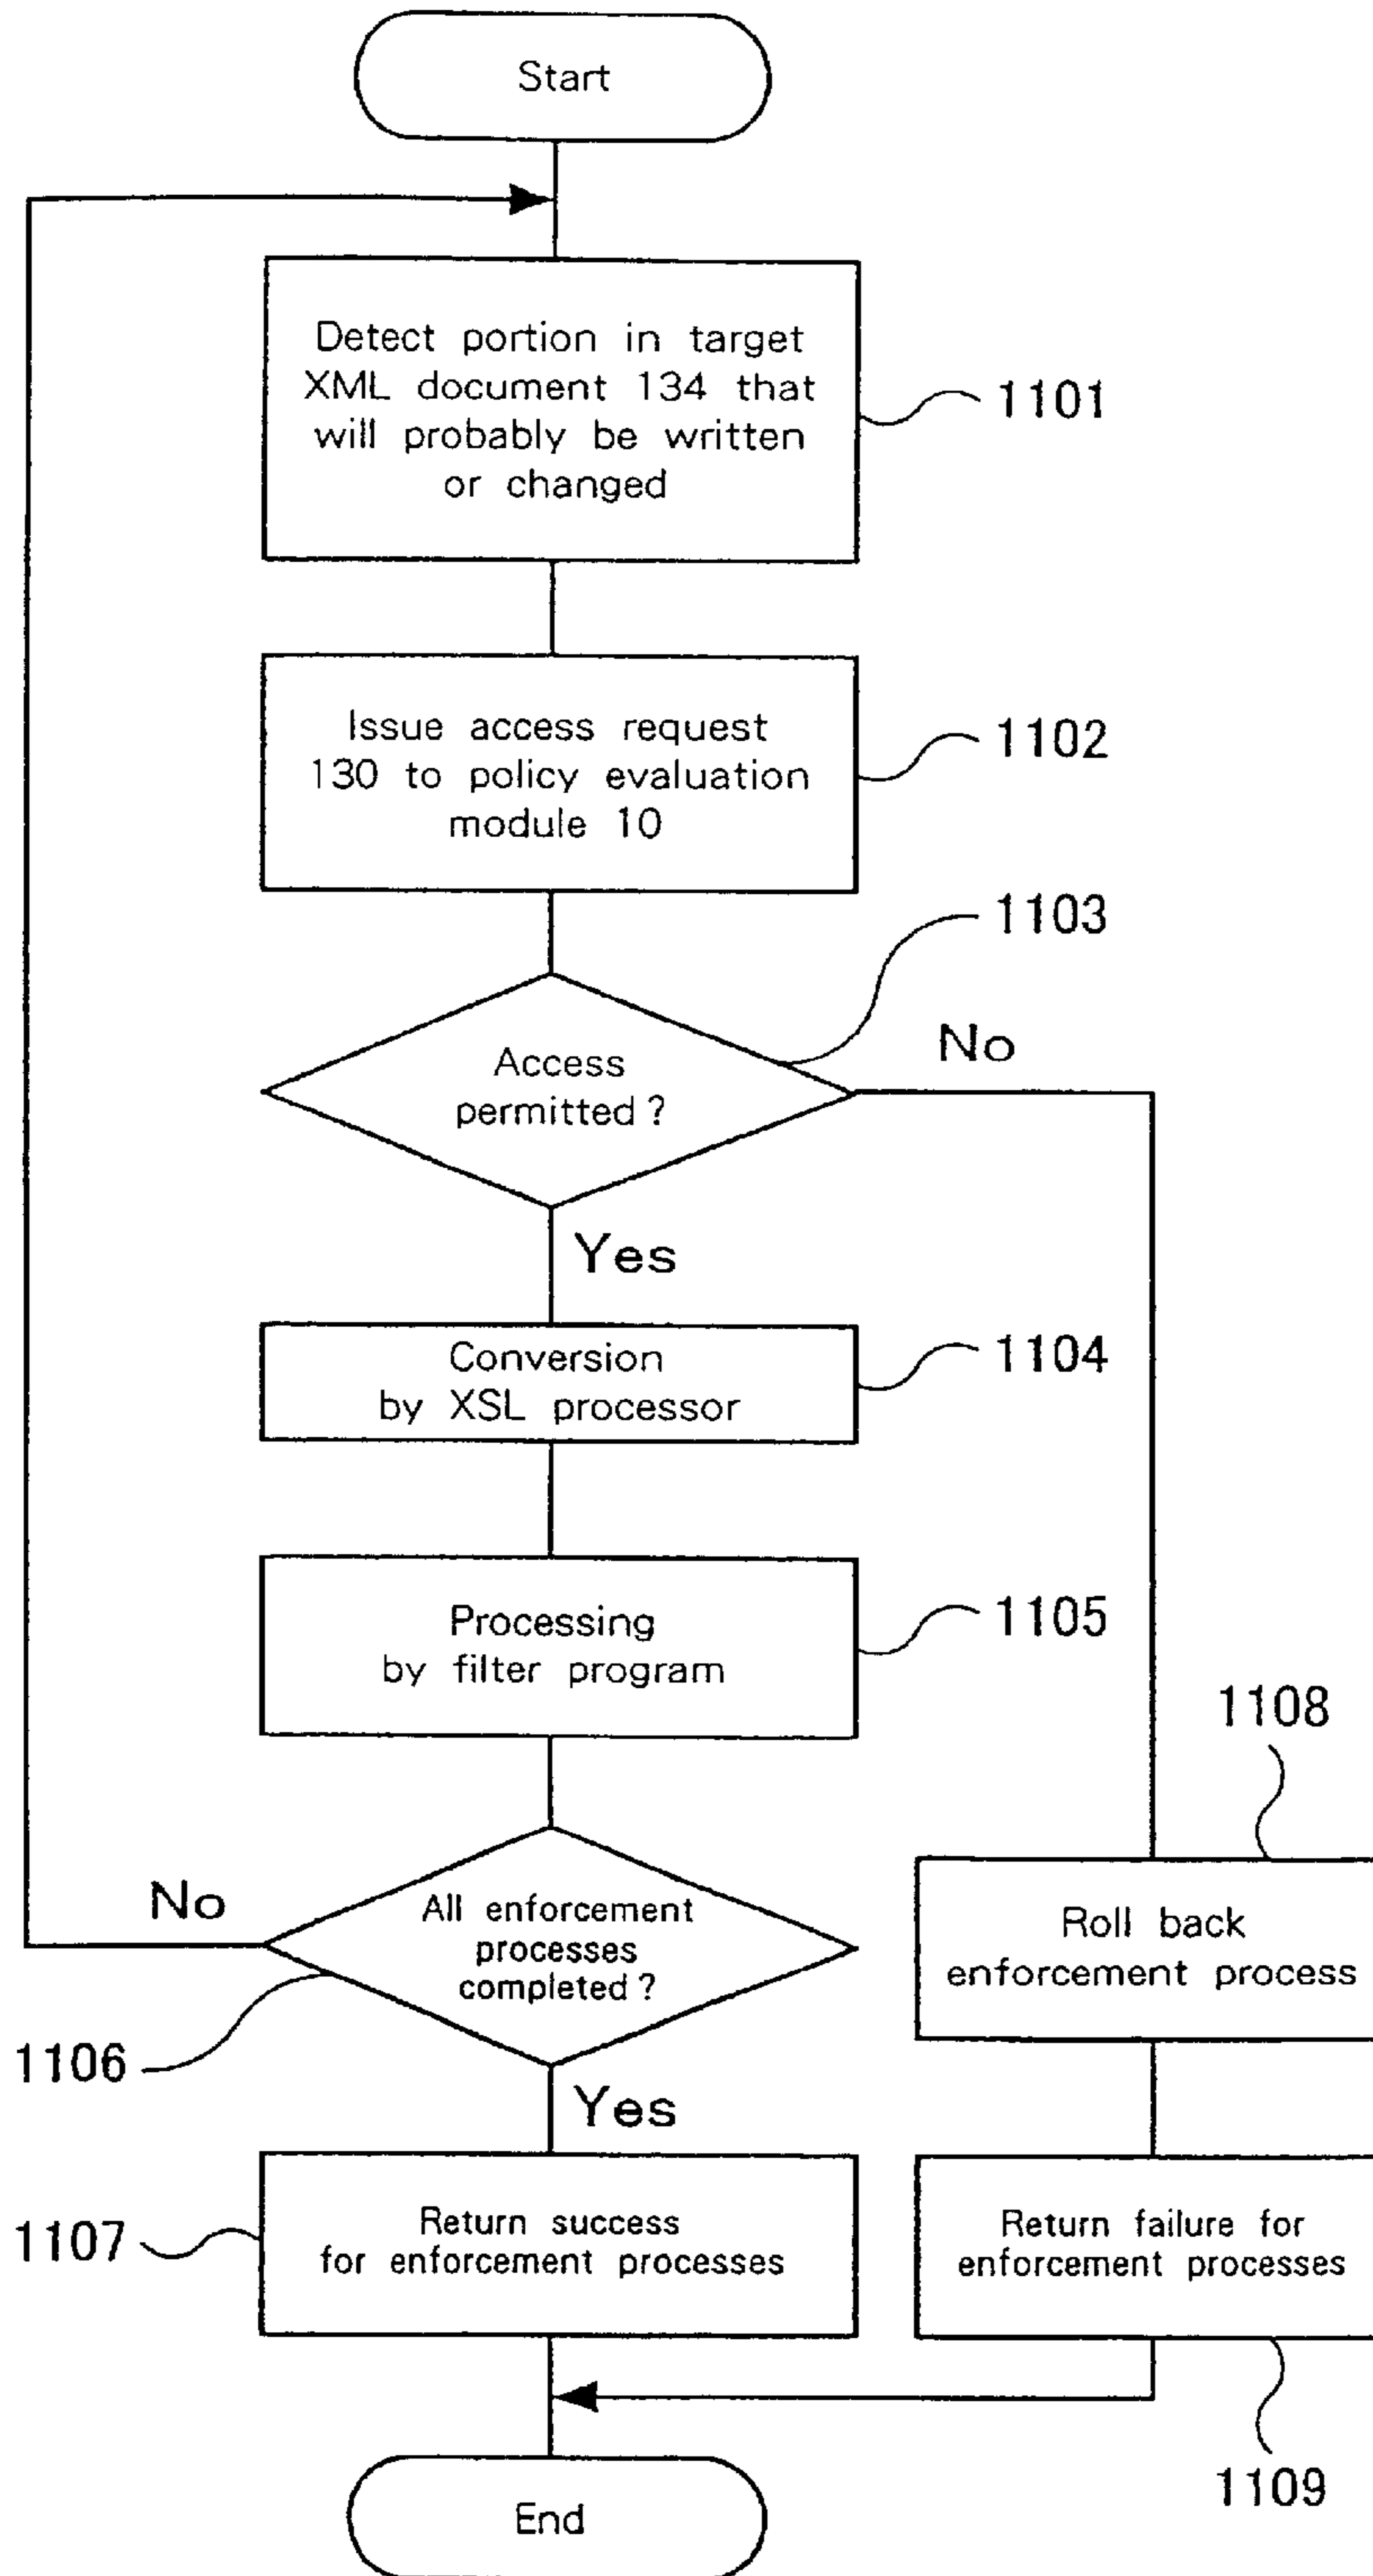 Start
Detect portion in target
XML document 134 that
will probably be written
or changed
1101
Issue access request
130 to policy evaluation
module 10
1102
1103
Access
permitted ?
No
Yes
Conversion
by XSL processor
1104
Processing
by filter program
1105
1108
All enforcement
processes
completed ?
No
Roll back
enforcement process
1106
Yes
Return success
for enforcement processes
1107
Return failure for
enforcement processes
1109
End